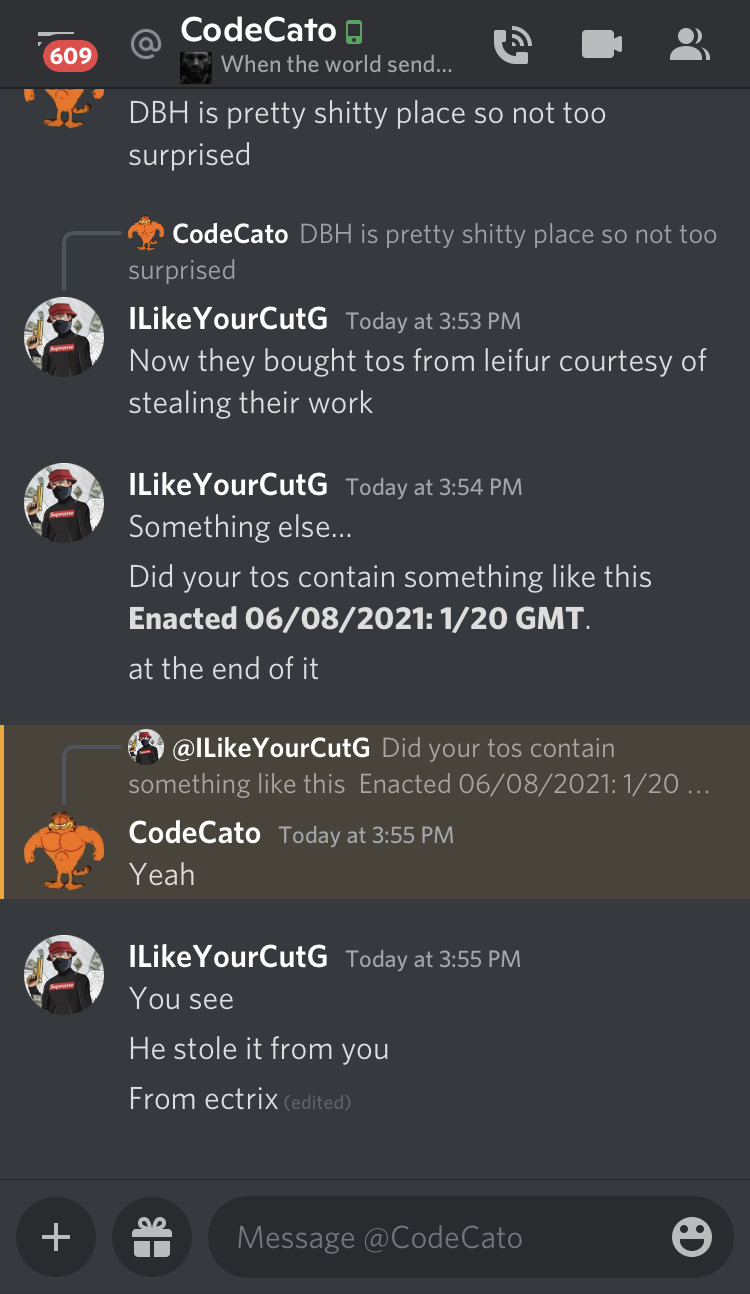 609
CodeCato
When the world send...
DBH is pretty shitty place so not too
surprised
CodeCato DBH is pretty shitty place so not too
surprised
ILikeYourCutG Today at 3:53 PM
Now they bought tos from leifur courtesy of
stealing their work
ILikeYourCutG Today at 3:54 PM
Something else...
Did your tos contain something like this
Enacted 06/08/2021: 1/20 GMT.
at the end of it
@ILikeYourCutG Did your tos contain
something like this Enacted 06/08/2021: 1/20 ...
CodeCato Today at 3:55 PM
Yeah
ILikeYourCutG Today at 3:55 PM
You see
He stole it from you
From ectrix (edited)
Message @CodeCato